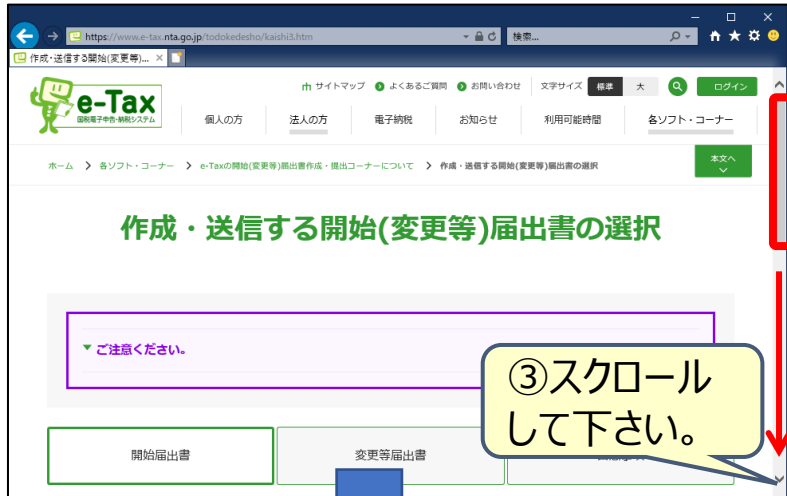 https://www.e-tax.nta.go.jp/todokedesho/kaishi3.htm
検索...
作成・送信する開始(変更等)...
サイトマップ よくあるご質問 お問い合わせ 文字サイズ 標準 大 ログイン
e-Tax
国税電子申告・納税システム
個人の方 法人の方 電子納税 お知らせ 利用可能時間 各ソフト・コーナー
ホーム 各ソフト・コーナー e-Taxの開始(変更等)届出書作成・提出コーナーについて 作成・送信する開始(変更等)届出書の選択
本文へ
作成・送信する開始(変更等)届出書の選択
ご注意ください。
③スクロール
して下さい。
開始届出書 変更等届出書